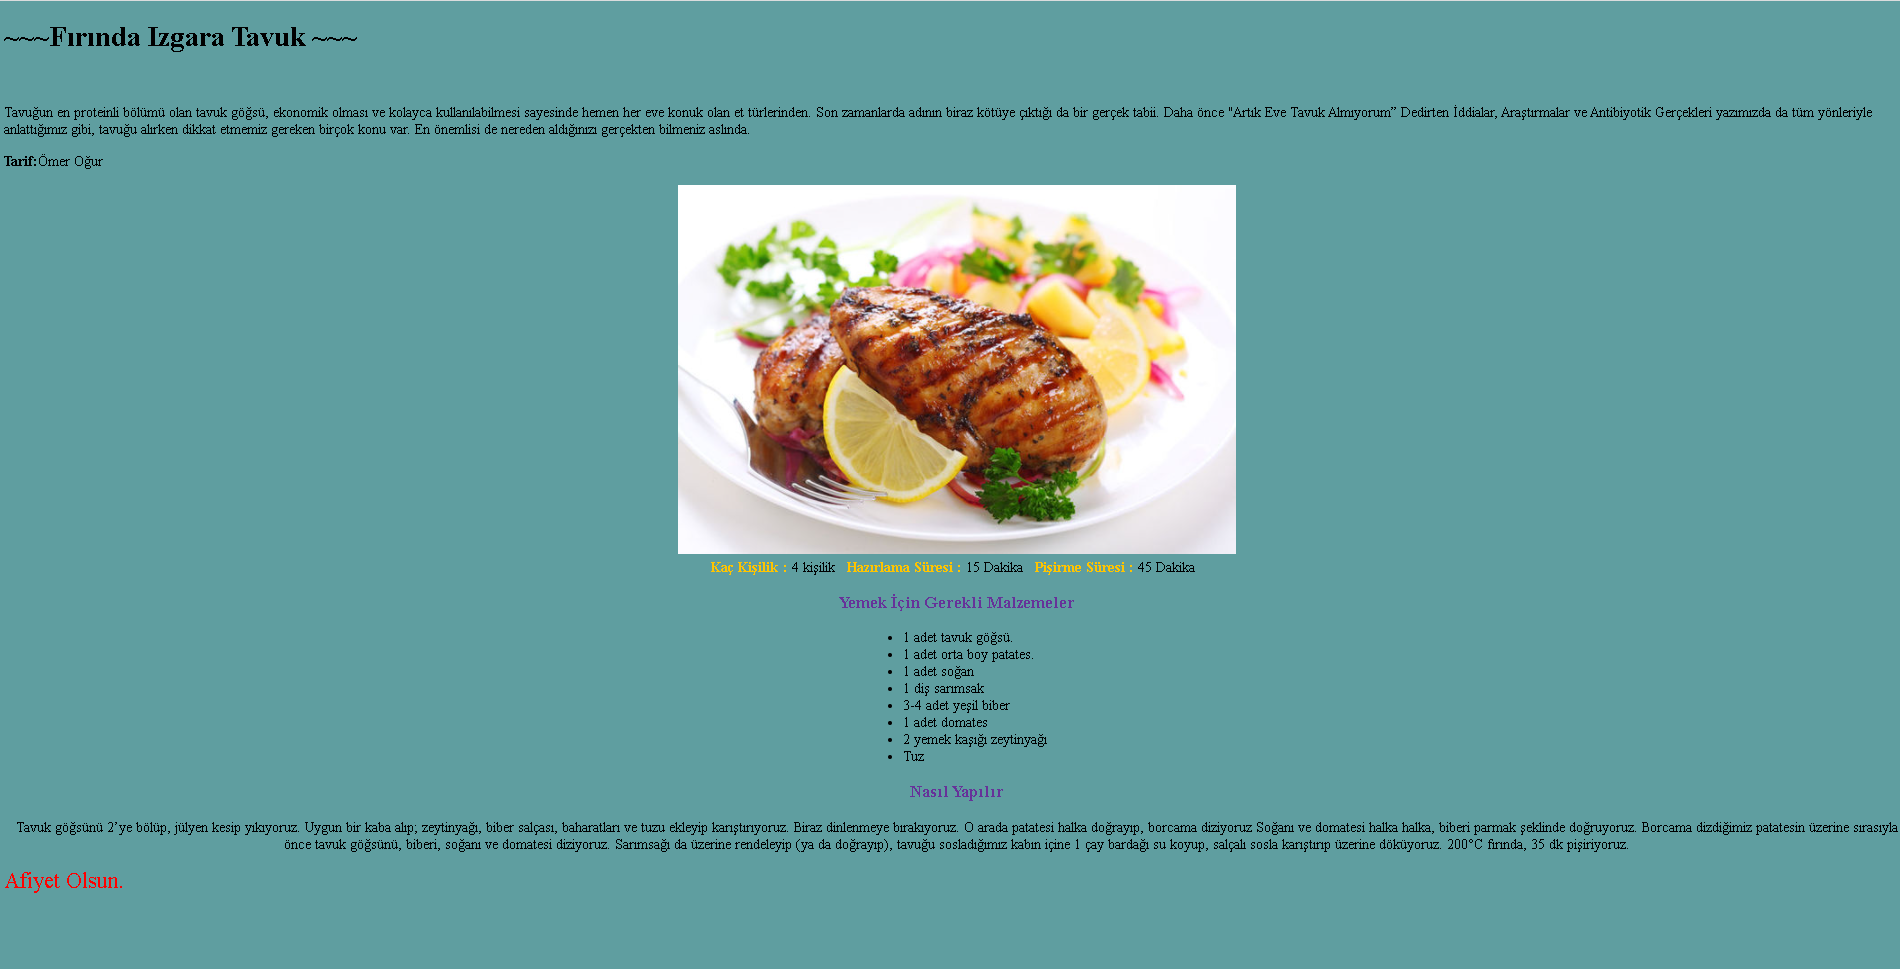 ~~~Fırında Izgara Tavuk ~~~
Tavuğun en proteinli bölümü olan tavuk göğsü, ekonomik olması ve kolayca kullanılabilmesi sayesinde hemen her eve konuk olan et türlerinden. Son zamanlarda adının biraz kötüye çıktığı da bir gerçek tabii. Daha önce "Artık Eve Tavuk Almıyorum” Dedirten İddialar, Araştırmalar ve Antibiyotik Gerçekleri yazımızda da tüm yönleriyle
anlattığımız gibi, tavuğu alırken dikkat etmemiz gereken birçok konu var. En önemlisi de nereden aldığınızı gerçekten bilmeniz aslında.
Tarif:Ömer Oğur
Kaç Kişilik : 4 kişilik Hazırlama Süresi : 15 Dakika Pişirme Süresi : 45 Dakika
Yemek İçin Gerekli Malzemeler
• 1 adet tavuk göğsü.
• 1 adet orta boy patates.
• 1 adet soğan
• 1 diş sarımsak
• 3-4 adet yeşil biber
• 1 adet domates
• 2 yemek kaşığı zeytinyağı
• Tuz
Nasıl Yapılır
Tavuk göğsünü 2’ye bölüp, jülyen kesip yıkıyoruz. Uygun bir kaba alıp; zeytinyağı, biber salçası, baharatları ve tuzu ekleyip karıştırıyoruz. Biraz dinlenmeye bırakıyoruz. O arada patatesi halka doğrayıp, borcama diziyoruz Soğanı ve domatesi halka halka, biberi parmak şeklinde doğruyoruz. Borcama dizdiğimiz patatesin üzerine sırasıyla
önce tavuk göğsünü, biberi, soğanı ve domatesi diziyoruz. Sarımsağı da üzerine rendeleyip (ya da doğrayıp), tavuğu sosladığımız kabın içine 1 çay bardağı su koyup, salçalı sosla karıştırıp üzerine döküyoruz. 200°C fırında, 35 dk pişiriyoruz.
Afiyet Olsun.